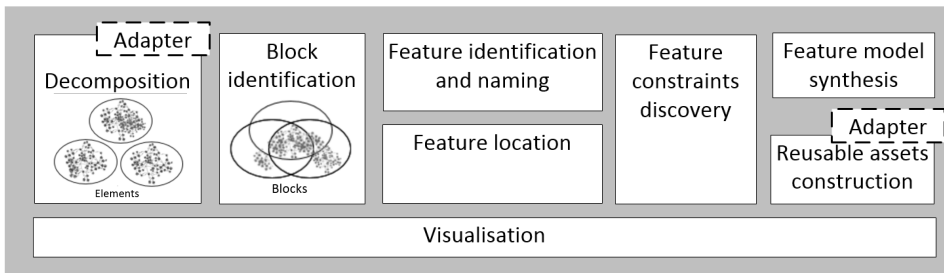 Adapter
Decomposition
Elements
Block
identification
Blocks
Feature identification
and naming
Feature location
Feature
constraints
discovery
Feature model
synthesis
Adapter
Reusable assets
construction
Visualisation